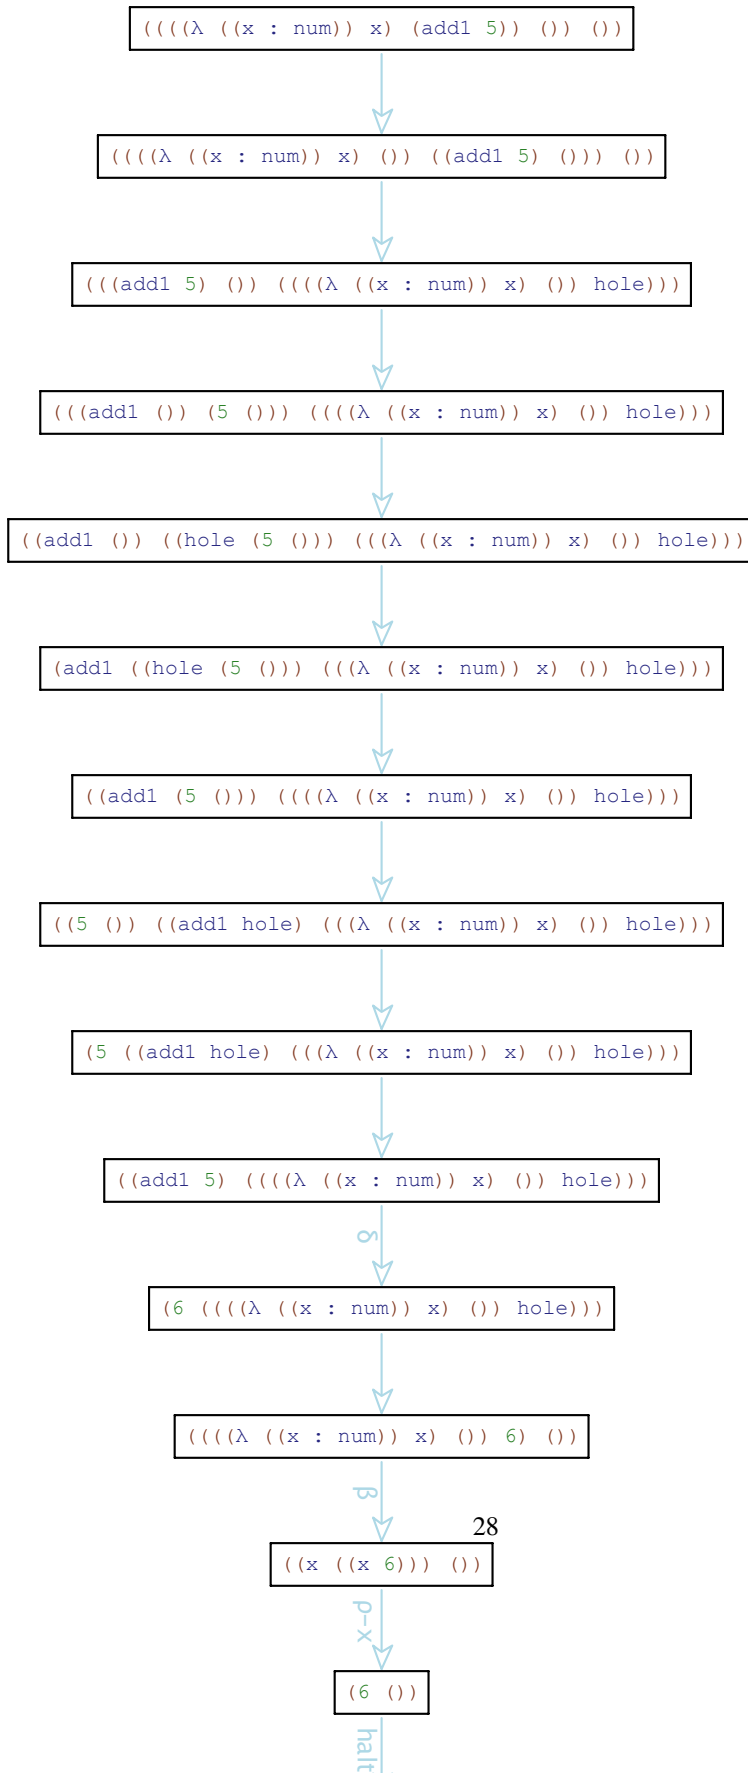 ((((λ ((x : num)) x) (add1 5)) ()) ())
((((λ ((x : num)) x) ()) ((add1 5) ())) ())
(((add1 5) ()) ((((λ ((x : num)) x) ()) hole)))
(((add1 ()) (5 ())) ((((λ ((x : num)) x) ()) hole)))
((add1 ()) ((hole (5 ())) (((λ ((x : num)) x) ()) hole)))
(add1 ((hole (5 ())) (((λ ((x : num)) x) ()) hole)))
((add1 (5 ())) ((((λ ((x : num)) x) ()) hole)))
((5 ()) ((add1 hole) (((λ ((x : num)) x) ()) hole)))
(5 ((add1 hole) (((λ ((x : num)) x) ()) hole)))
((add1 5) ((((λ ((x : num)) x) ()) hole)))
δ
(6 ((((λ ((x : num)) x) ()) hole)))
((((λ ((x : num)) x) ()) 6) ())
β
28
((x ((x 6))) ())
ρ-x
(6 ())
halt